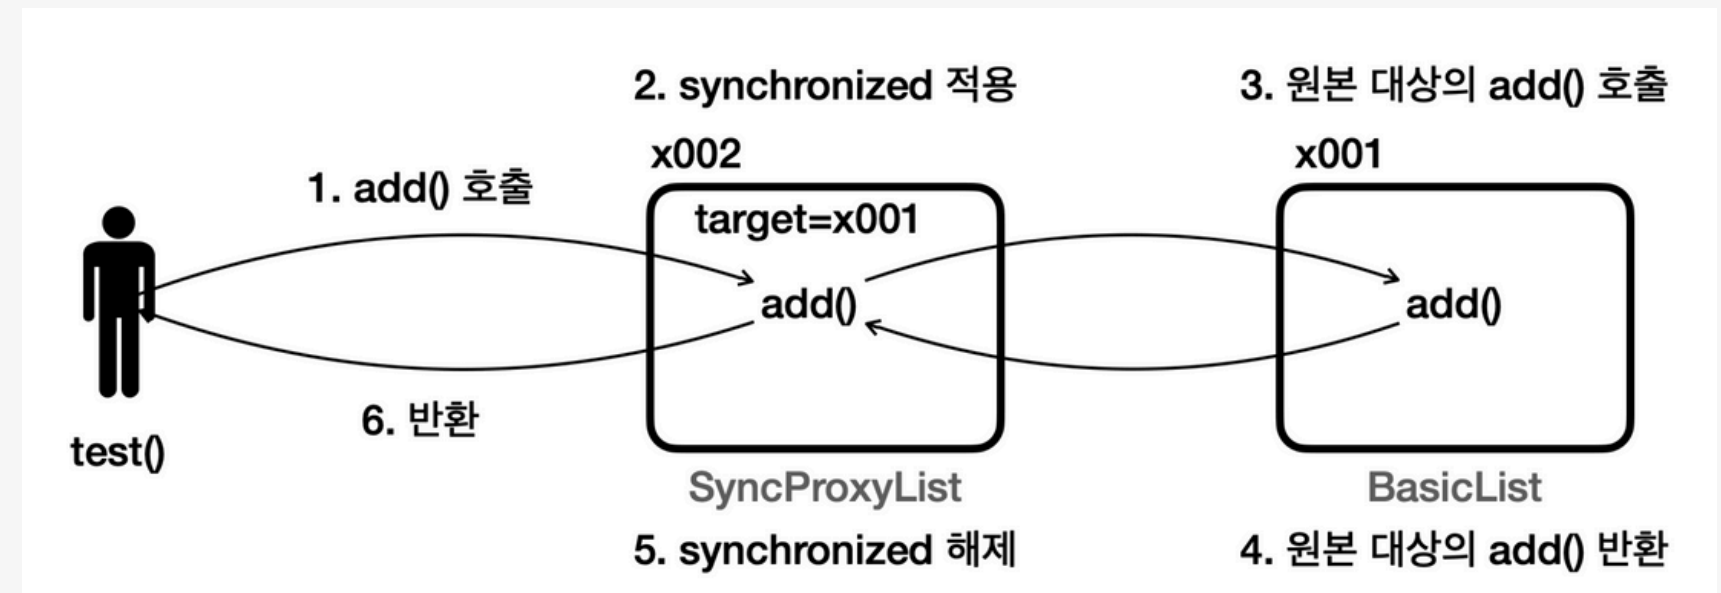 2. synchronized 적용
3. 원본 대상의 add() 호출
x002
x001
1. add() 호출
target=x001
add()
add()
6. 반환
test()
SyncProxyList
BasicList
5. synchronized 해제
4. 원본 대상의 add() 반환